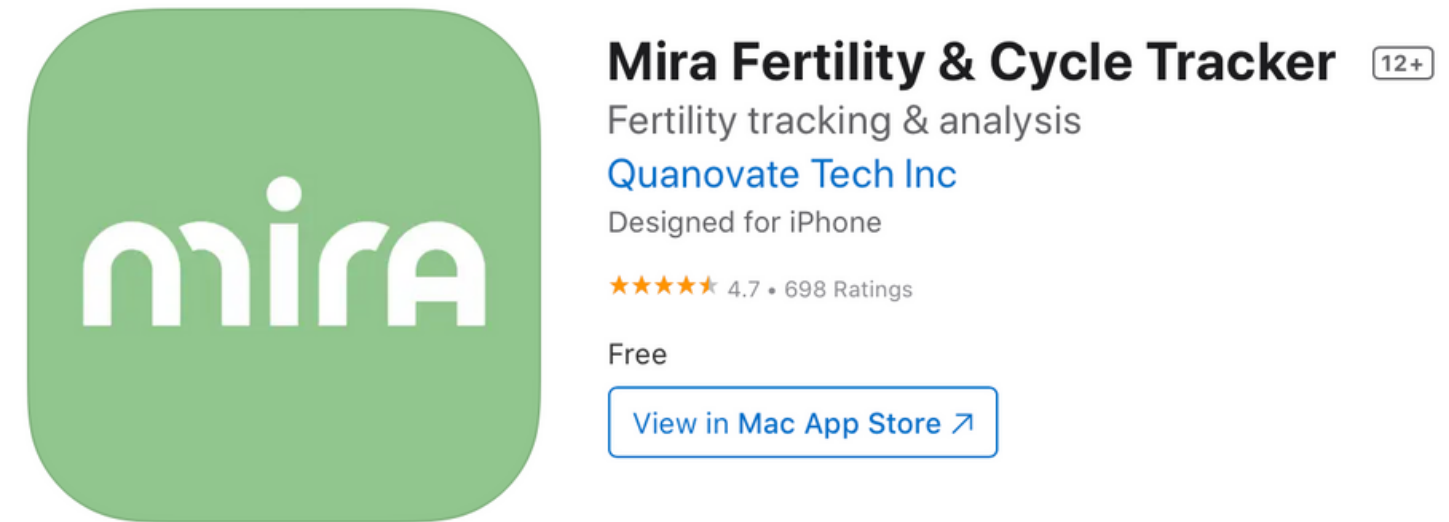 mira
Mira Fertility & Cycle Tracker 12+
Fertility tracking & analysis
Quanovate Tech Inc
Designed for iPhone
4.7 • 698 Ratings
Free
View in Mac App Store